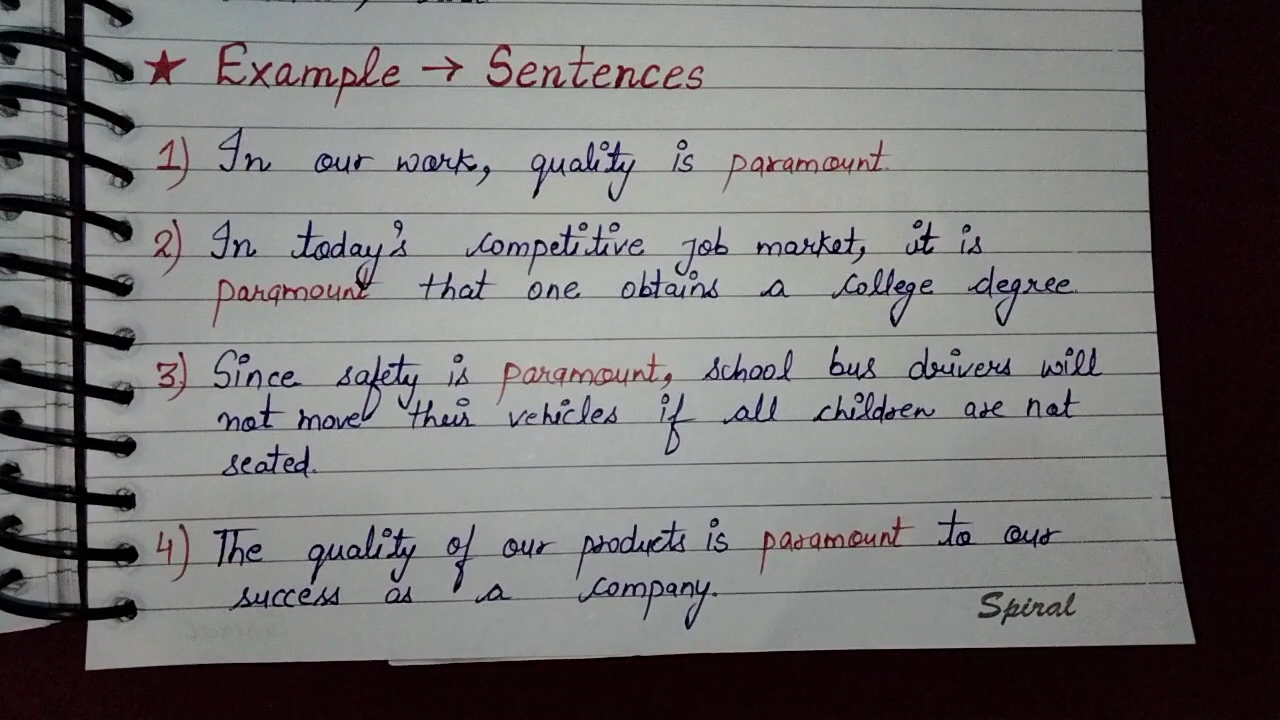 ★ Example → Sentences
1) In our work, quality is paramount.
2) In today's competitive job market, it is
paramount that one obtains a college degree.
3) Since safety is paramount, school bus drivers will
not move their vehicles if all children are not
seated.
4) The quality of our products is paramount to our
success as a company.
Spiral